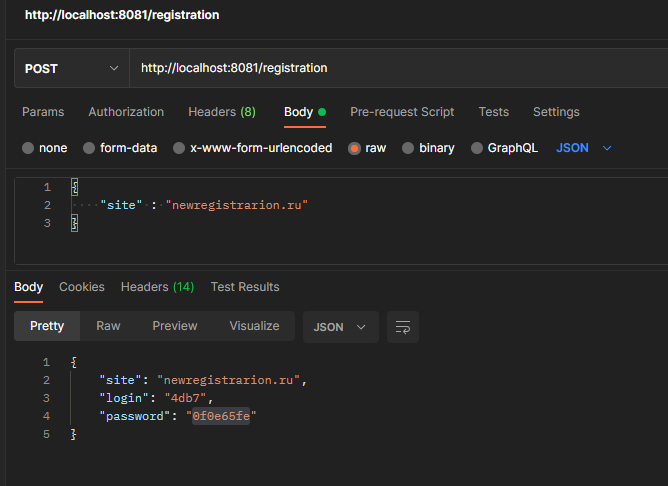 http://localhost:8081/registration
POST http://localhost:8081/registration
Params Authorization Headers (8) Body Pre-request Script Tests Settings
none form-data x-www-form-urlencoded raw binary GraphQL JSON
1 {
2 "site" : "newregistrarion.ru"
3 }
Body Cookies Headers (14) Test Results
Pretty Raw Preview Visualize JSON
1 {
2 "site": "newregistrarion.ru",
3 "login": "4db7",
4 "password": "0f0e65fe"
5 }